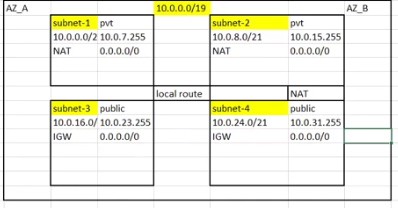 AZ_A 10.0.0.0/19 AZ_B
subnet-1 pvt subnet-2 pvt
10.0.0.0/2 10.0.7.255 10.0.8.0/21 10.0.15.255
NAT 0.0.0.0/0 NAT 0.0.0.0/0
local route NAT
subnet-3 public subnet-4 public
10.0.16.0/ 10.0.23.255 10.0.24.0/21 10.0.31.255
IGW 0.0.0.0/0 IGW 0.0.0.0/0